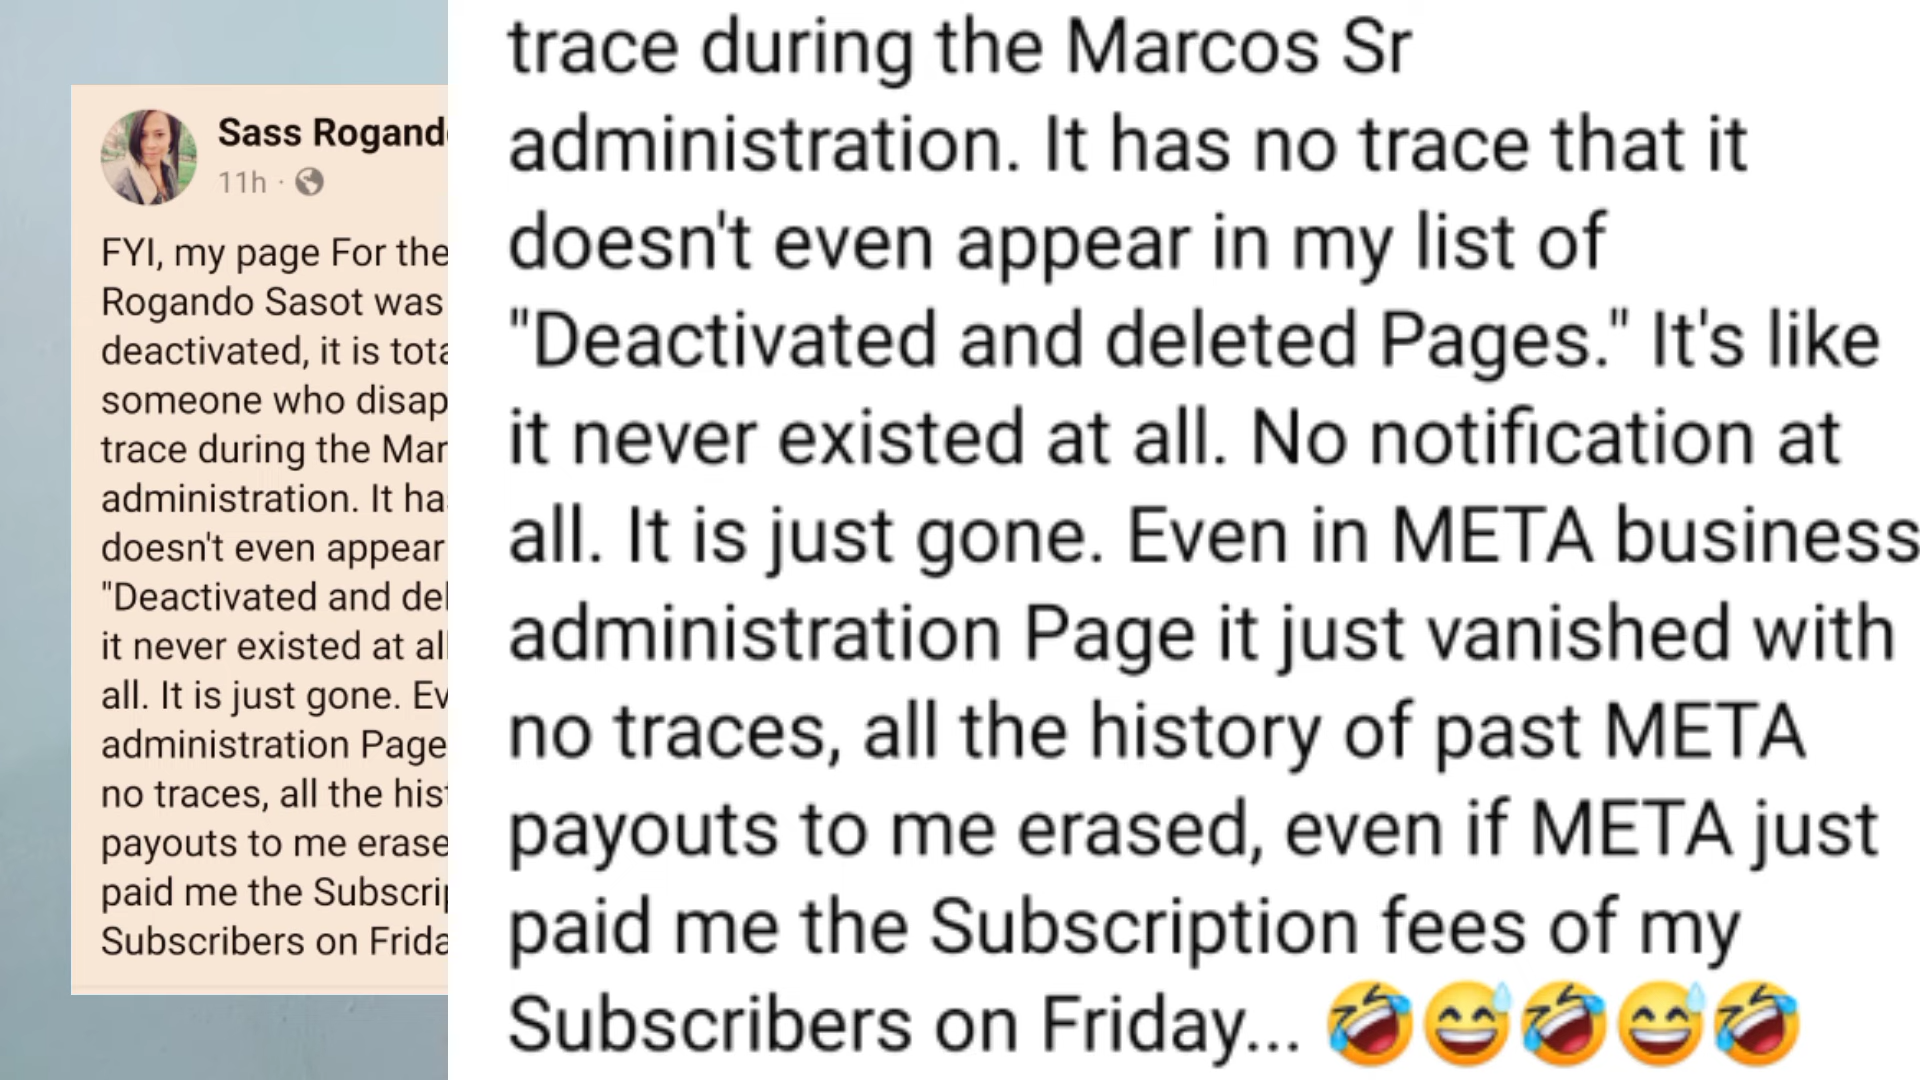 Sass Rogand
11h ·
FYI, my page For the
Rogando Sasot was
deactivated, it is tota
someone who disap
trace during the Mar
administration. It ha
doesn't even appear
"Deactivated and del
it never existed at all
all. It is just gone. Ev
administration Page
no traces, all the hist
payouts to me erase
paid me the Subscrip
Subscribers on Frida
trace during the Marcos Sr
administration. It has no trace that it
doesn't even appear in my list of
"Deactivated and deleted Pages." It's like
it never existed at all. No notification at
all. It is just gone. Even in META business
administration Page it just vanished with
no traces, all the history of past META
payouts to me erased, even if META just
paid me the Subscription fees of my
Subscribers on Friday... 🤣😅🤣😅🤣